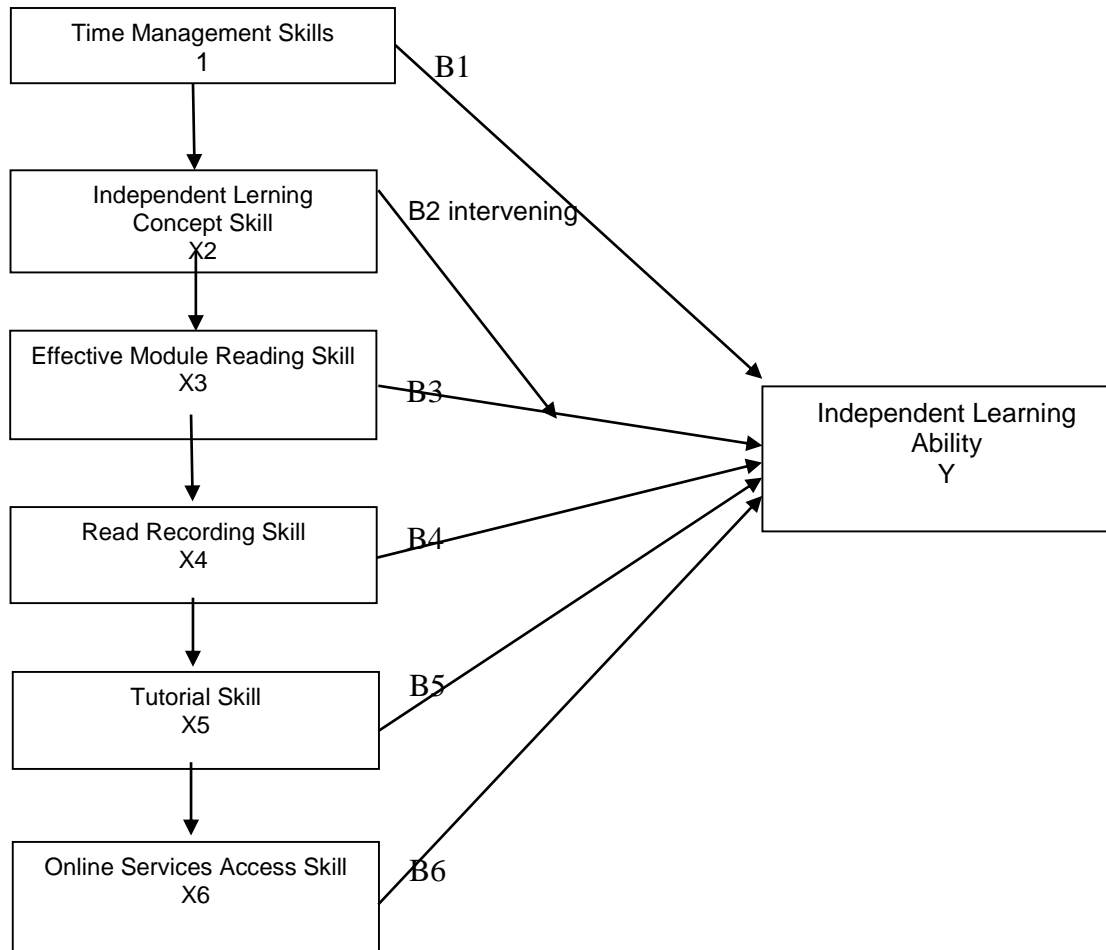 Time Management Skills
1
B1
Independent Lerning
Concept Skill
X2
B2 intervening
Effective Module Reading Skill
X3
B3
Independent Learning
Ability
Y
Read Recording Skill
X4
B4
Tutorial Skill
X5
B5
Online Services Access Skill
X6
B6